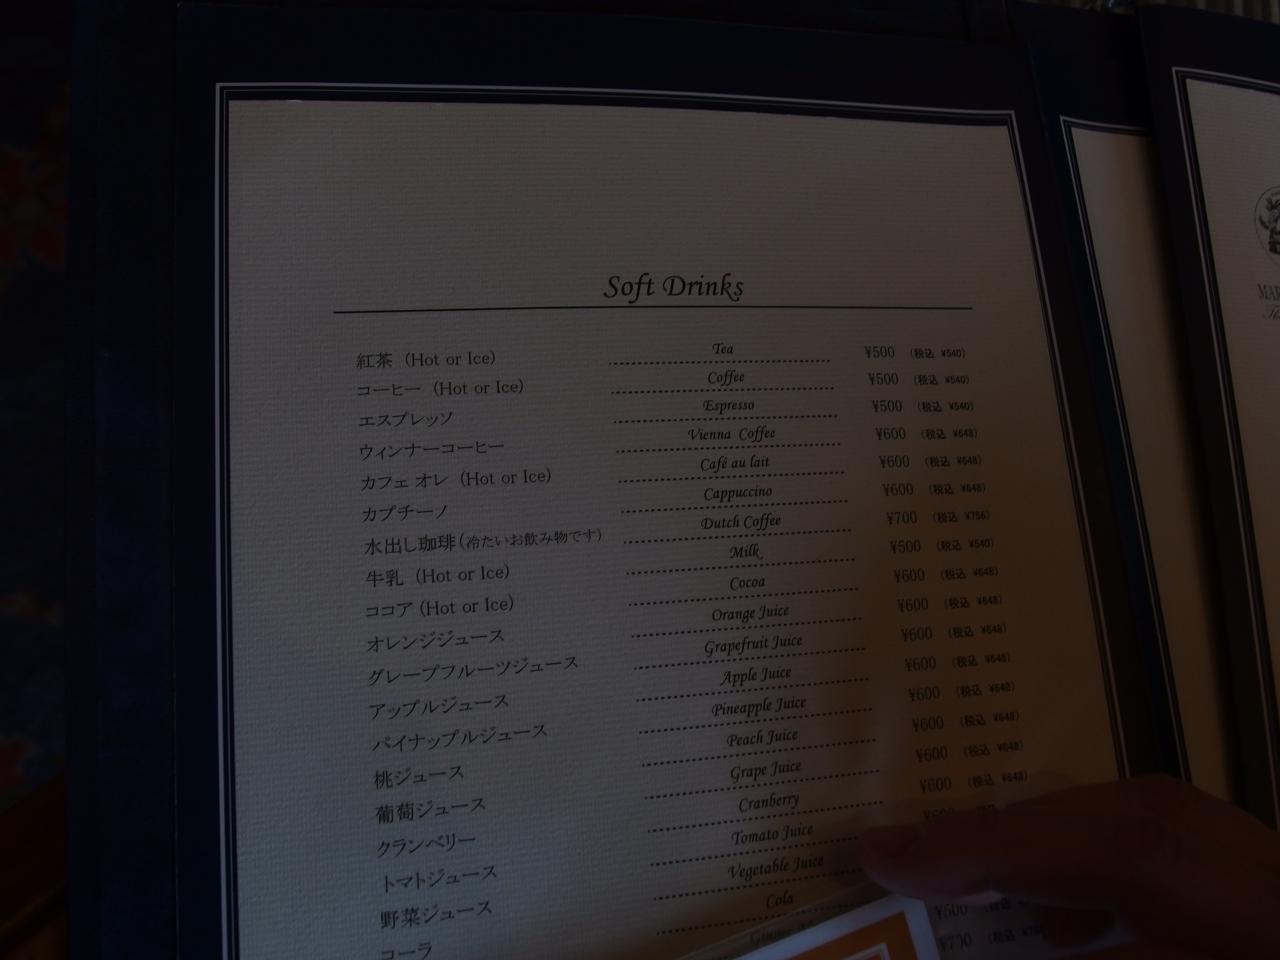 Soft Drinks
紅茶 (Hot or Ice) Tea ¥500 (税込 ¥540)
コーヒー (Hot or Ice) Coffee ¥500 (税込 ¥540)
エスプレッソ Espresso ¥500 (税込 ¥540)
ウィンナーコーヒー Vienna Coffee ¥600 (税込 ¥648)
カフェ オレ (Hot or Ice) Café au lait ¥600 (税込 ¥648)
カプチーノ Cappuccino ¥600 (税込 ¥648)
水出し珈琲(冷たいお飲み物です) Dutch Coffee ¥700 (税込 ¥756)
牛乳 (Hot or Ice) Milk ¥500 (税込 ¥540)
ココア (Hot or Ice) Cocoa ¥600 (税込 ¥648)
オレンジジュース Orange Juice ¥600 (税込 ¥648)
グレープフルーツジュース Grapefruit Juice ¥600 (税込 ¥648)
アップルジュース Apple Juice ¥600 (税込 ¥648)
パイナップルジュース Pineapple Juice ¥600 (税込 ¥648)
桃ジュース Peach Juice ¥600 (税込 ¥648)
葡萄ジュース Grape Juice ¥600 (税込 ¥648)
クランベリー Cranberry ¥600 (税込 ¥648)
トマトジュース Tomato Juice
野菜ジュース Vegetable Juice
コーラ Cola ¥500 (税込
Ginger ¥700 (税込
MAR